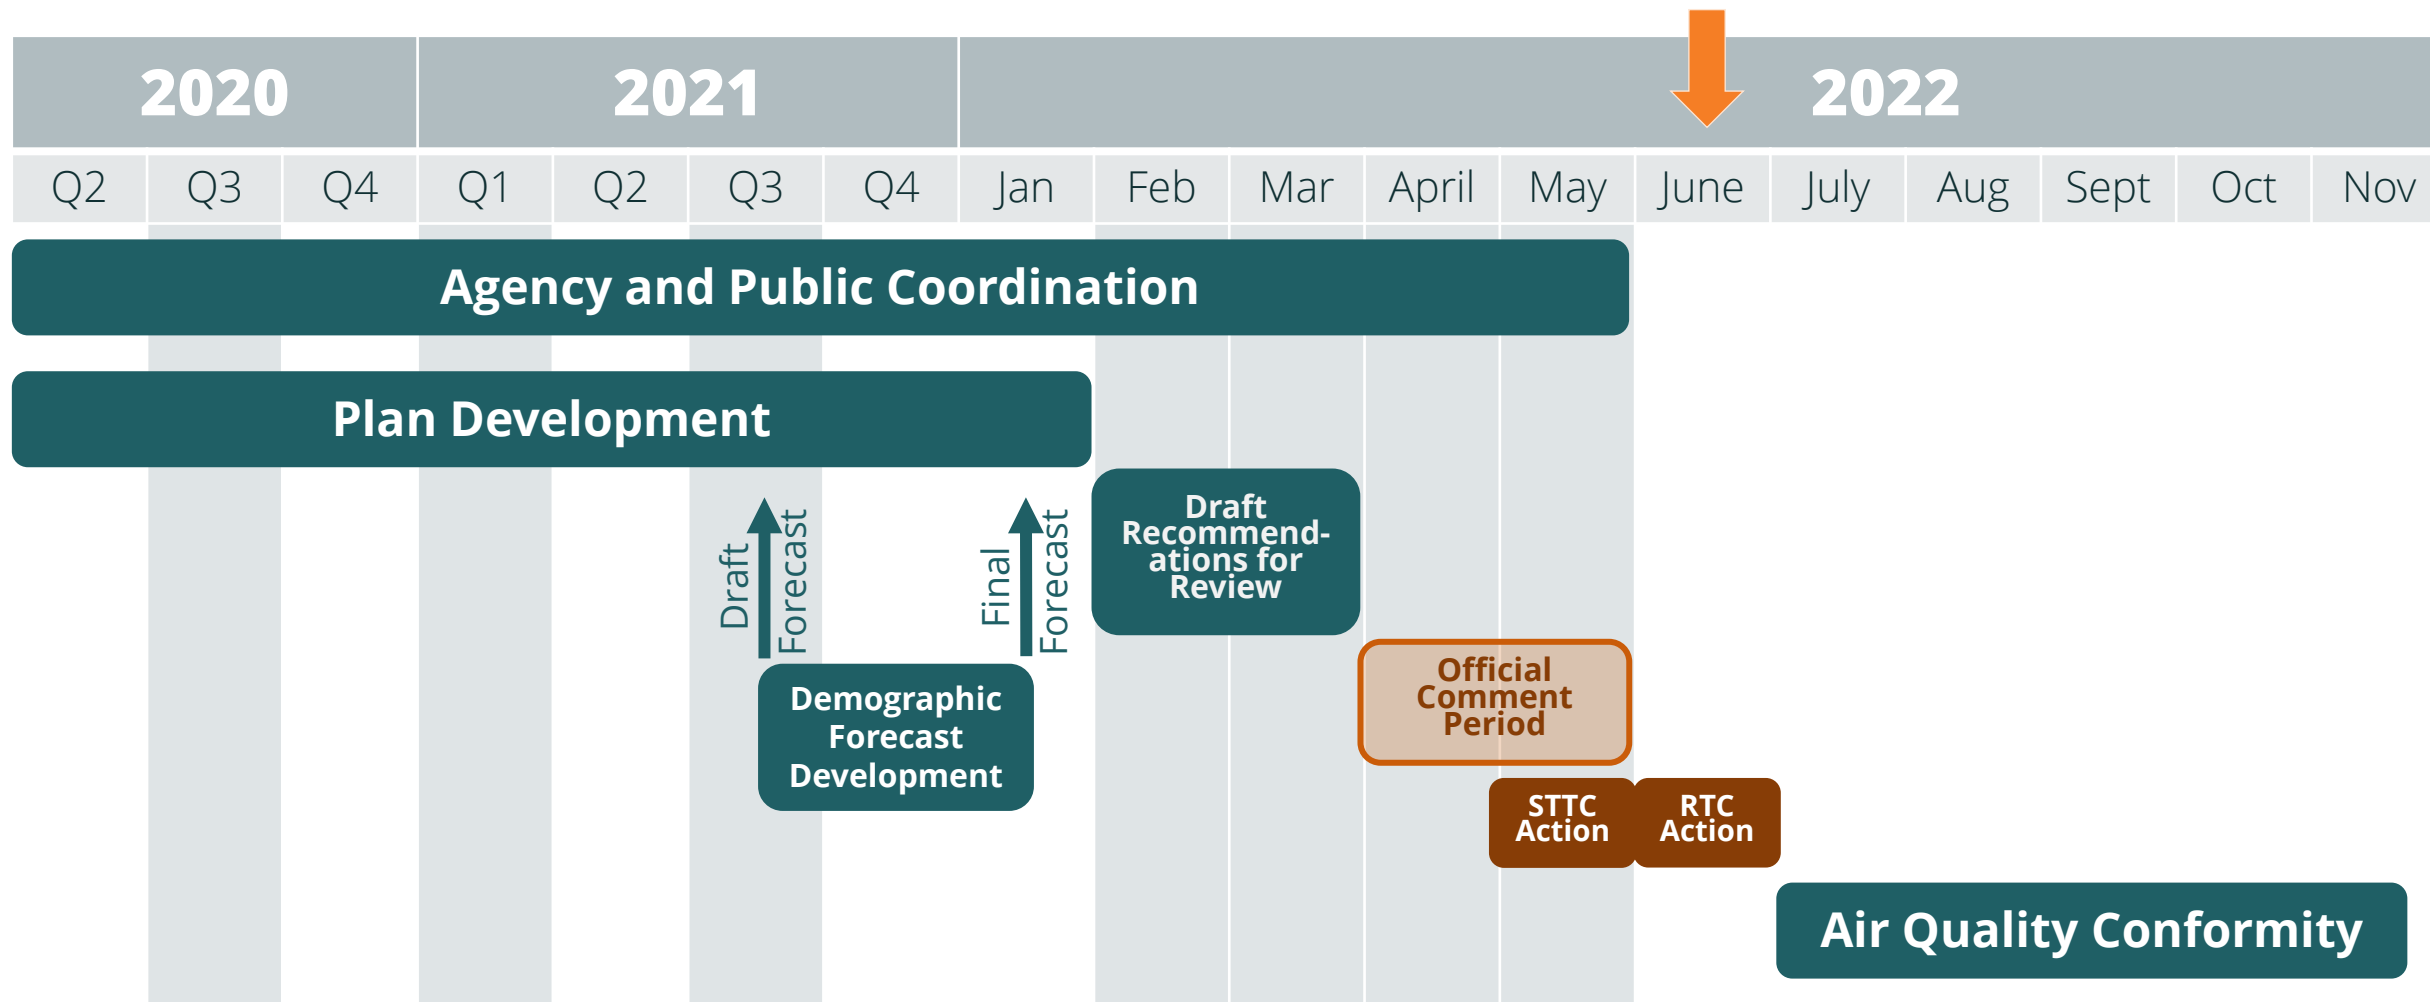 2020
2021
2022
Q2
Q3
Q4
Q1
Q2
Q3
Q4
Jan
Feb
Mar
April
May
June
July
Aug
Sept
Oct
Nov
Agency and Public Coordination
Plan Development
Draft
Forecast
Final
Forecast
Draft
Recommend-
ations for
Review
Demographic
Forecast
Development
Official
Comment
Period
STTC
Action
RTC
Action
Air Quality Conformity